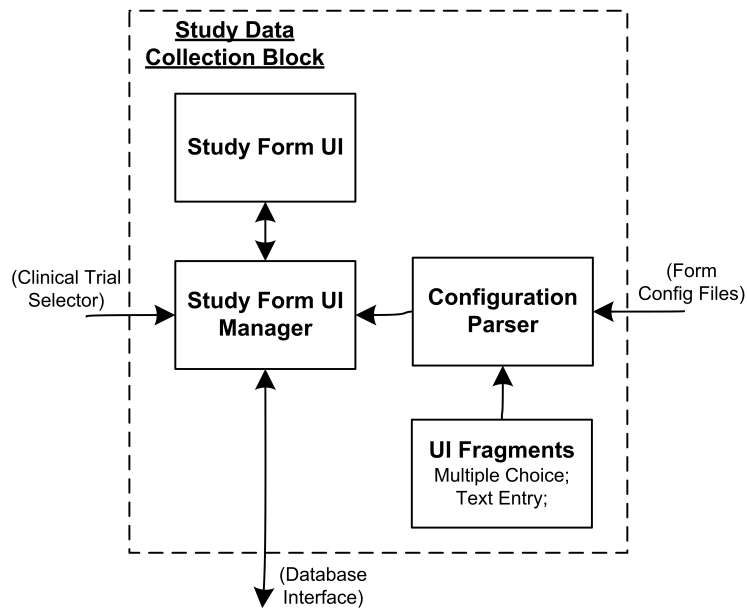 Study Data
Collection Block
Study Form UI
(Clinical Trial
Selector)
Study Form UI
Manager
Configuration
Parser
(Form
Config Files)
UI Fragments
Multiple Choice;
Text Entry;
(Database
Interface)